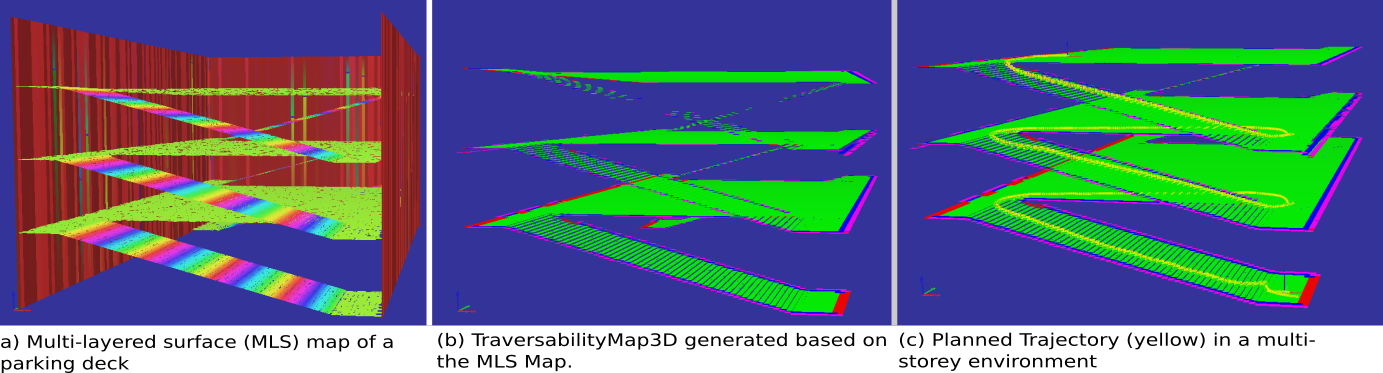 a) Multi-layered surface (MLS) map of a
parking deck
(b) TraversabilityMap3D generated based on
the MLS Map.
(c) Planned Trajectory (yellow) in a multi-
storey environment